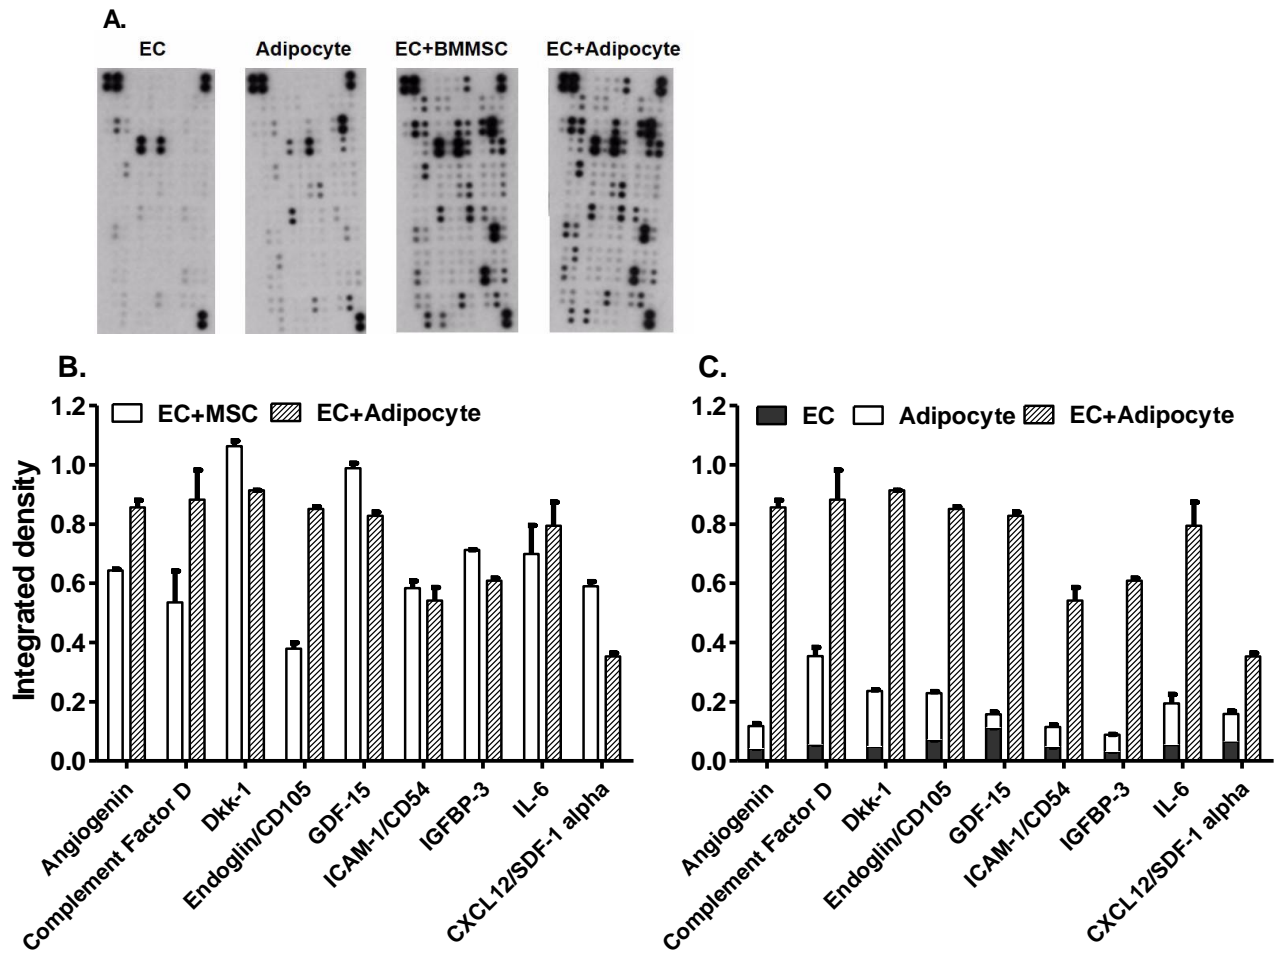 A.
EC
Adipocyte
EC+BMMSC
EC+Adipocyte
B.
EC+MSC
EC+Adipocyte
Integrated density
1.2
1.0
0.8
0.6
0.4
0.2
0.0
Angiogenin
Complement Factor D
Dkk-1
Endoglin/CD105
GDF-15
ICAM-1/CD54
IGFBP-3
IL-6
CXCL12/SDF-1 alpha
C.
EC
Adipocyte
EC+Adipocyte
1.2
1.0
0.8
0.6
0.4
0.2
0.0
Angiogenin
Complement Factor D
Dkk-1
Endoglin/CD105
GDF-15
ICAM-1/CD54
IGFBP-3
IL-6
CXCL12/SDF-1 alpha